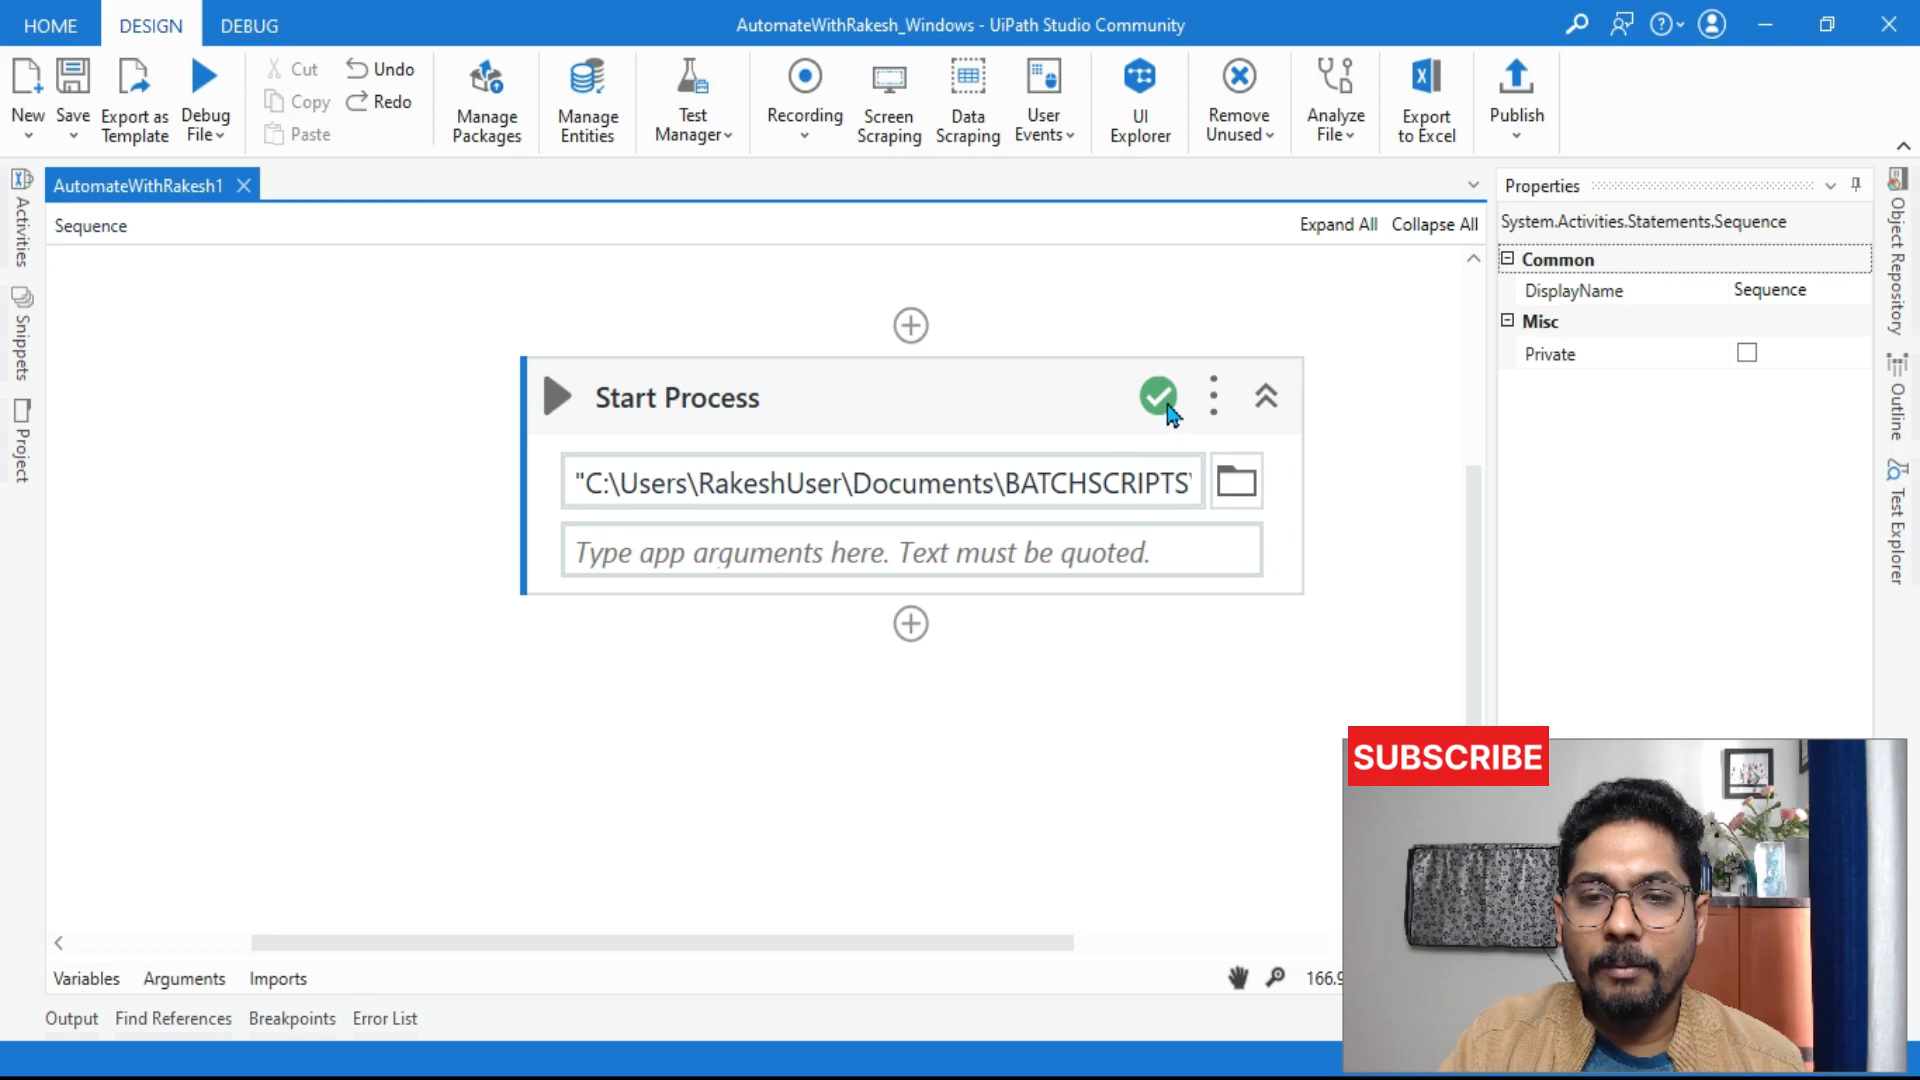 HOME DESIGN DEBUG
AutomateWithRakesh_Windows - UiPath Studio Community
New
Save
Export as
Template
Debug
File
Cut
Copy
Paste
Undo
Redo
Manage
Packages
Manage
Entities
Test
Manager
Recording
Screen
Scraping
Data
Scraping
User
Events
UI
Explorer
Remove
Unused
Analyze
File
Export
to Excel
Publish
Activities
Snippets
Project
AutomateWithRakesh1
Sequence
Expand All Collapse All
Start Process
"C:\Users\RakeshUser\Documents\BATCHSCRIPTS\
Type app arguments here. Text must be quoted.
Properties
System.Activities.Statements.Sequence
Common
DisplayName Sequence
Misc
Private
Object Repository
Outline
Test Explorer
SUBSCRIBE
Variables Arguments Imports
166.9
Output Find References Breakpoints Error List